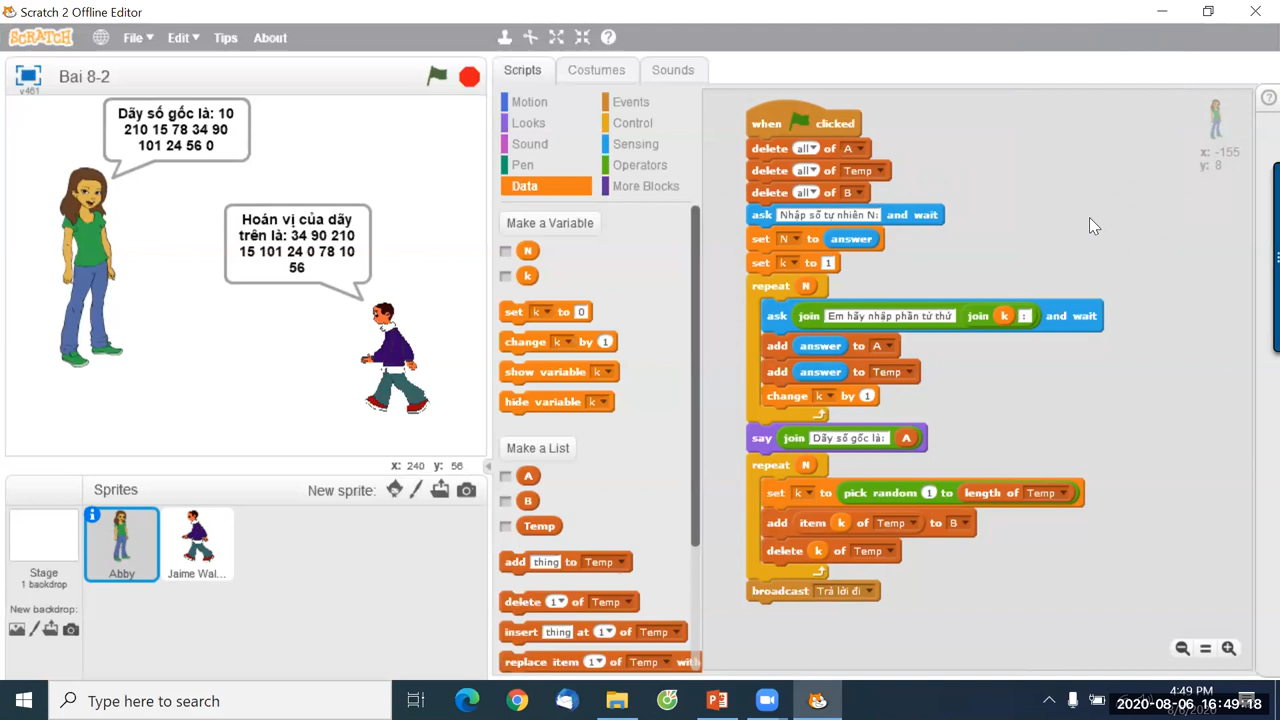 Scratch 2 Offline Editor
SCRATCH File Edit Tips About
v461 Bai 8-2
Dãy số gốc là: 10
210 15 78 34 90
101 24 56 0
Hoán vị của dãy
trên là: 34 90 210
15 101 24 0 78 10
56
x: 240 y: 56
Sprites New sprite:
Stage
1 backdrop
Abby
Jaime Wal...
New backdrop:
Scripts Costumes Sounds
Motion Events
Looks Control
Sound Sensing
Pen Operators
Data More Blocks
Make a Variable
N
k
set k to 0
change k by 1
show variable k
hide variable k
Make a List
A
B
Temp
add thing to Temp
delete 1 of Temp
insert thing at 1 of Temp
replace item 1 of Temp with
when clicked
delete all of A
delete all of Temp
delete all of B
ask Nhập số tự nhiên N: and wait
set N to answer
set k to 1
repeat N
ask join Em hãy nhập phần tử thứ join k : and wait
add answer to A
add answer to Temp
change k by 1
say join Dãy số gốc là: A
repeat N
set k to pick random 1 to length of Temp
add item k of Temp to B
delete k of Temp
broadcast Trả lời đi
x: -155
y: 8
Type here to search
4:49 PM
2020-08-06 16:49:18